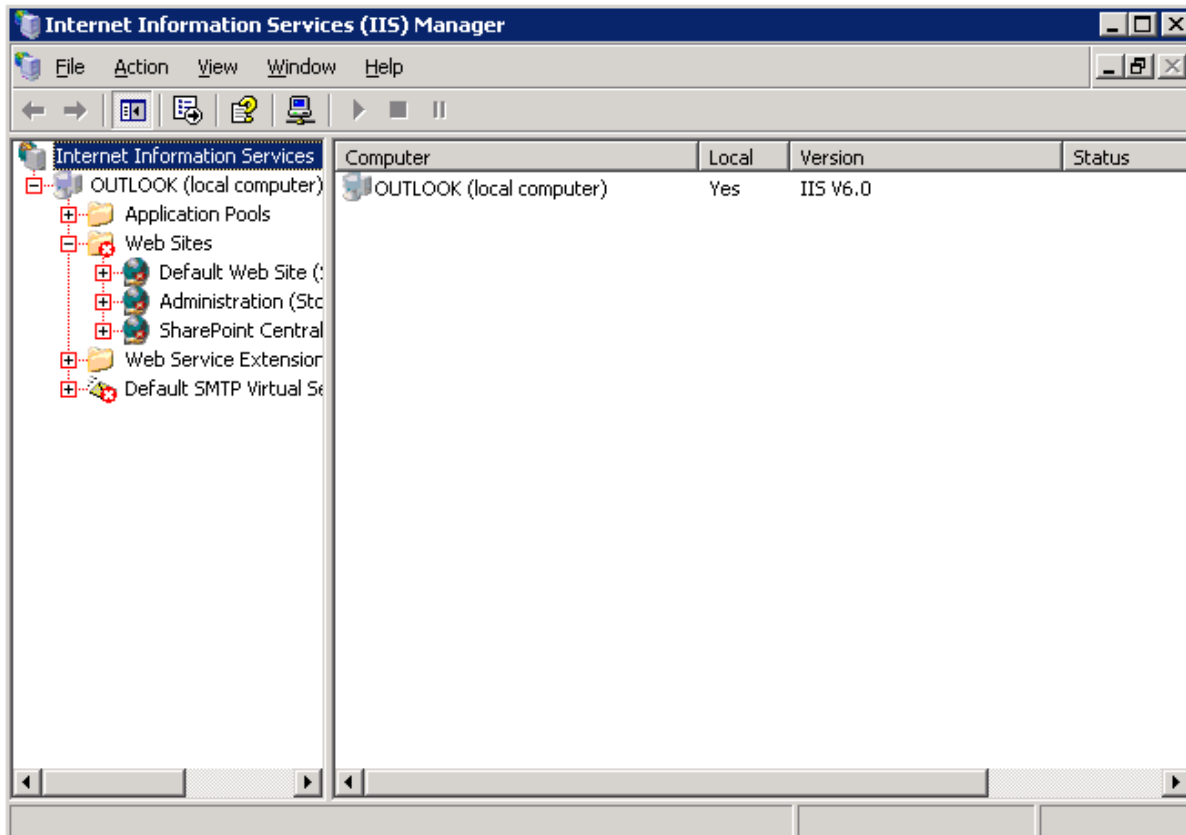 Internet Information Services (IIS) Manager
File Action View Window Help
Internet Information Services
OUTLOOK (local computer)
Application Pools
Web Sites
Default Web Site (
Administration (Sto
SharePoint Central
Web Service Extension
Default SMTP Virtual Se
Computer Local Version Status
OUTLOOK (local computer) Yes IIS V6.0